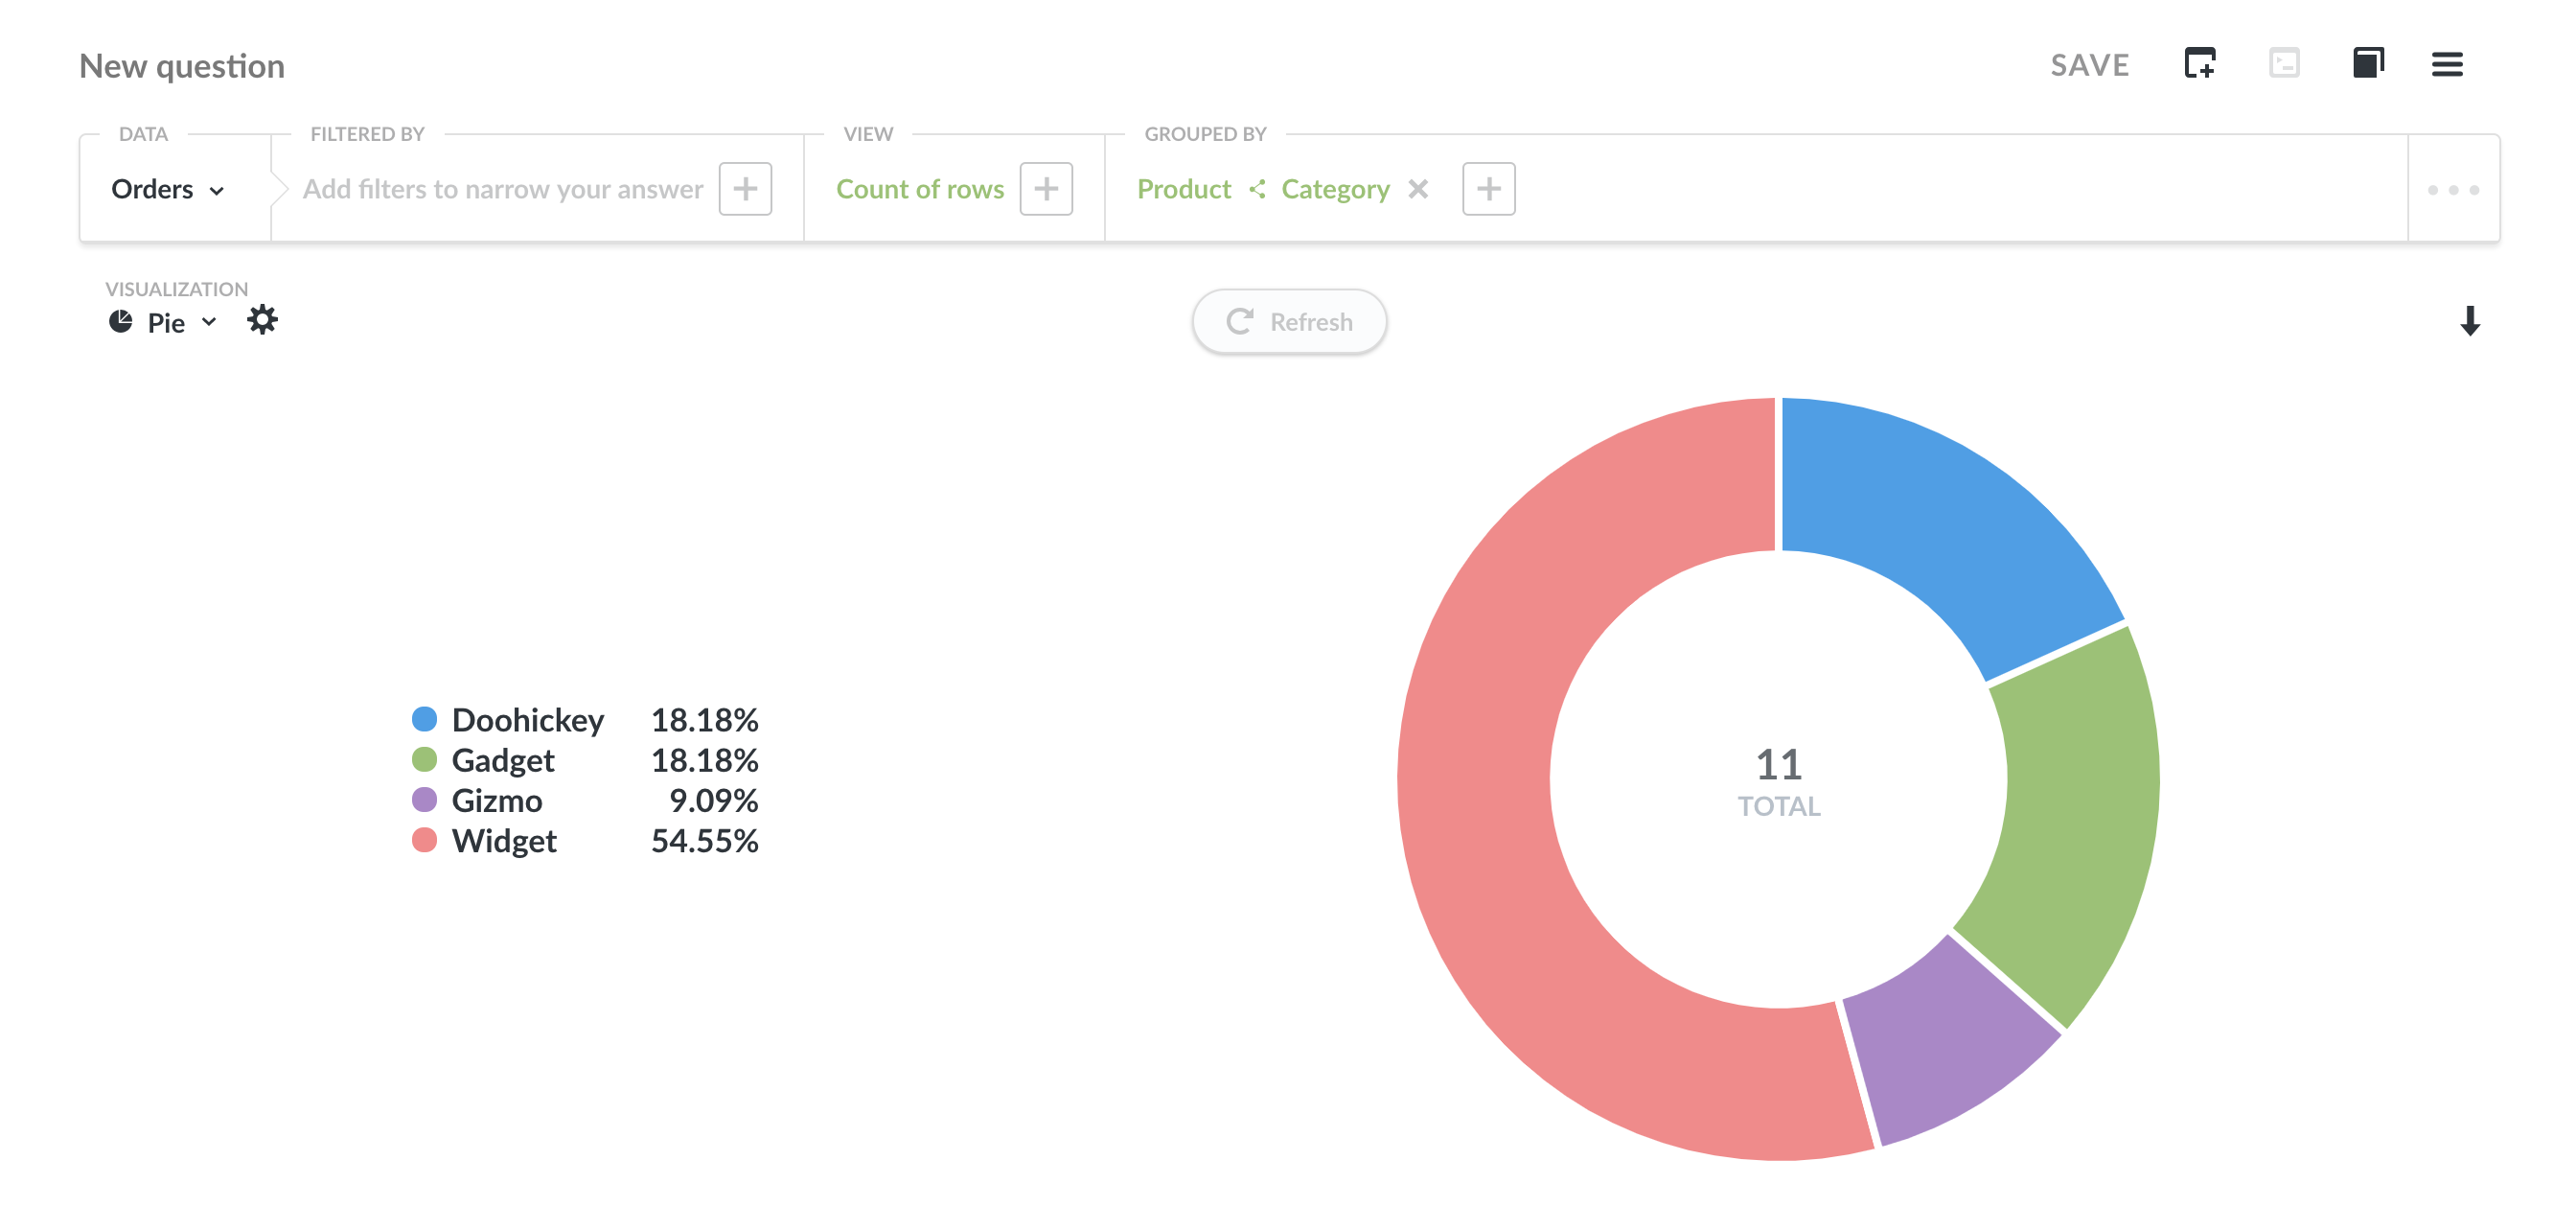 New question
SAVE
DATA
FILTERED BY
VIEW
GROUPED BY
Orders
Add filters to narrow your answer
Count of rows
Product Category
VISUALIZATION
Pie
Refresh
Doohickey 18.18%
Gadget 18.18%
Gizmo 9.09%
Widget 54.55%
11
TOTAL